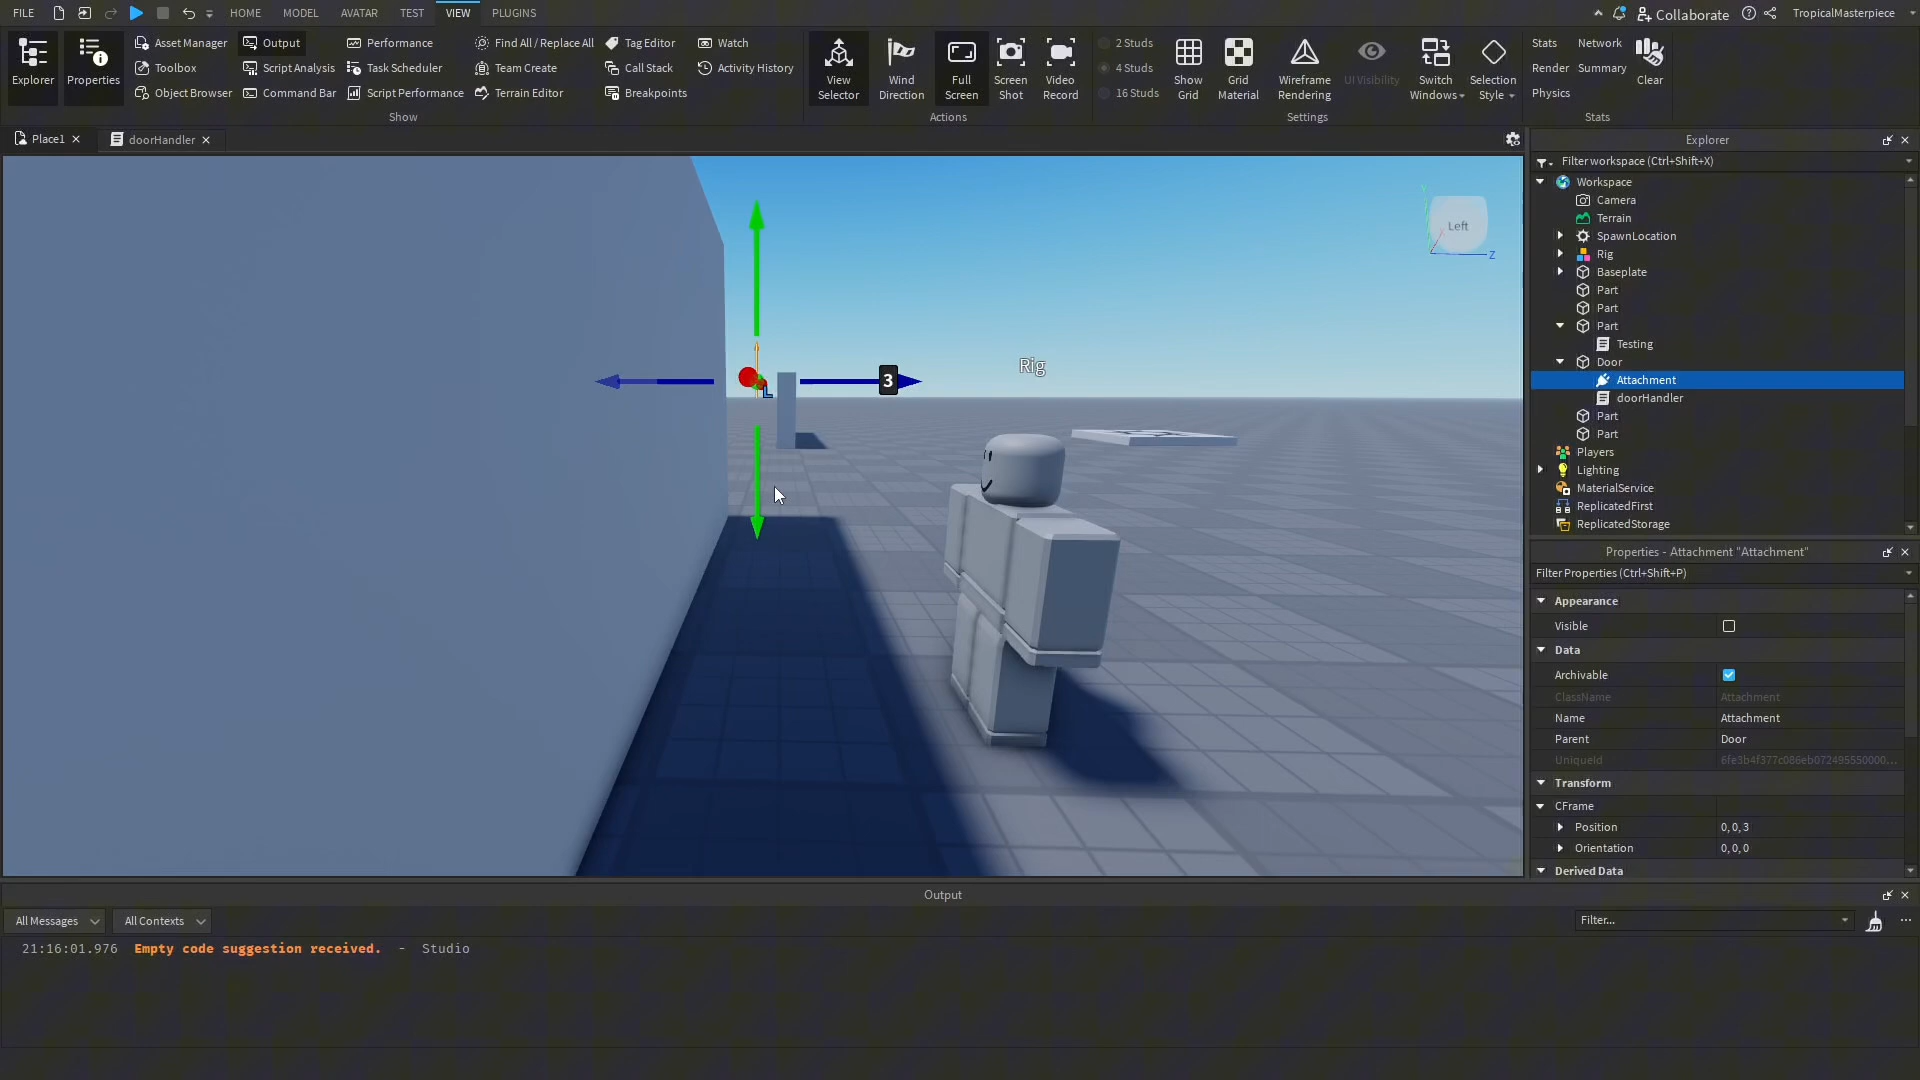 FILE HOME MODEL AVATAR TEST VIEW PLUGINS Collaborate TropicalMasterpiece
Explorer
Properties
Asset Manager
Toolbox
Object Browser
Output
Script Analysis
Command Bar
Performance
Task Scheduler
Script Performance
Find All / Replace All
Team Create
Terrain Editor
Tag Editor
Call Stack
Breakpoints
Watch
Activity History
Show
View Selector
Wind Direction
Full Screen
Screen Shot
Video Record
Actions
2 Studs
4 Studs
16 Studs
Show Grid
Grid Material
Wireframe Rendering
UI Visibility
Switch Windows
Selection Style
Settings
Stats
Render
Physics
Network
Summary
Clear
Stats
Place1
doorHandler
Y
Left
Z
3
L
Rig
Explorer
Filter workspace (Ctrl+Shift+X)
Workspace
Camera
Terrain
SpawnLocation
Rig
Baseplate
Part
Part
Part
Testing
Door
Attachment
doorHandler
Part
Part
Players
Lighting
MaterialService
ReplicatedFirst
ReplicatedStorage
Properties - Attachment "Attachment"
Filter Properties (Ctrl+Shift+P)
Appearance
Visible
Data
Archivable
ClassName Attachment
Name Attachment
Parent Door
UniqueId 6fe3b4f377c086eb072495550000...
Transform
CFrame
Position 0, 0, 3
Orientation 0, 0, 0
Derived Data
Output
All Messages All Contexts Filter...
21:16:01.976 Empty code suggestion received. - Studio